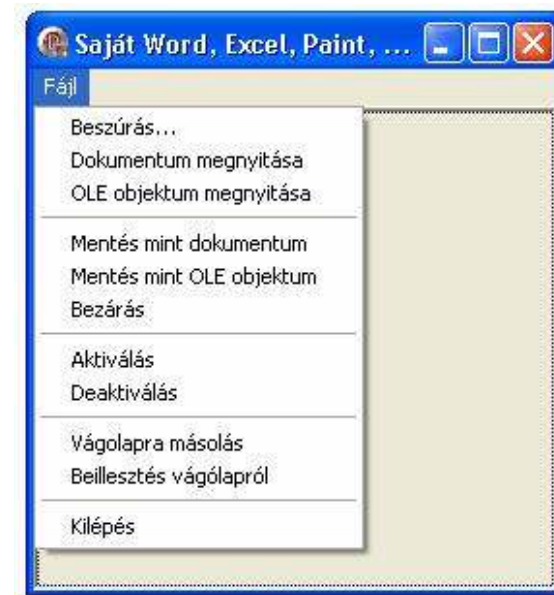 Saját Word, Excel, Paint, ...
Fájl
Beszúrás...
Dokumentum megnyitása
OLE objektum megnyitása
Mentés mint dokumentum
Mentés mint OLE objektum
Bezárás
Aktiválás
Deaktiválás
Vágolapra másolás
Beillesztés vágólapról
Kilépés